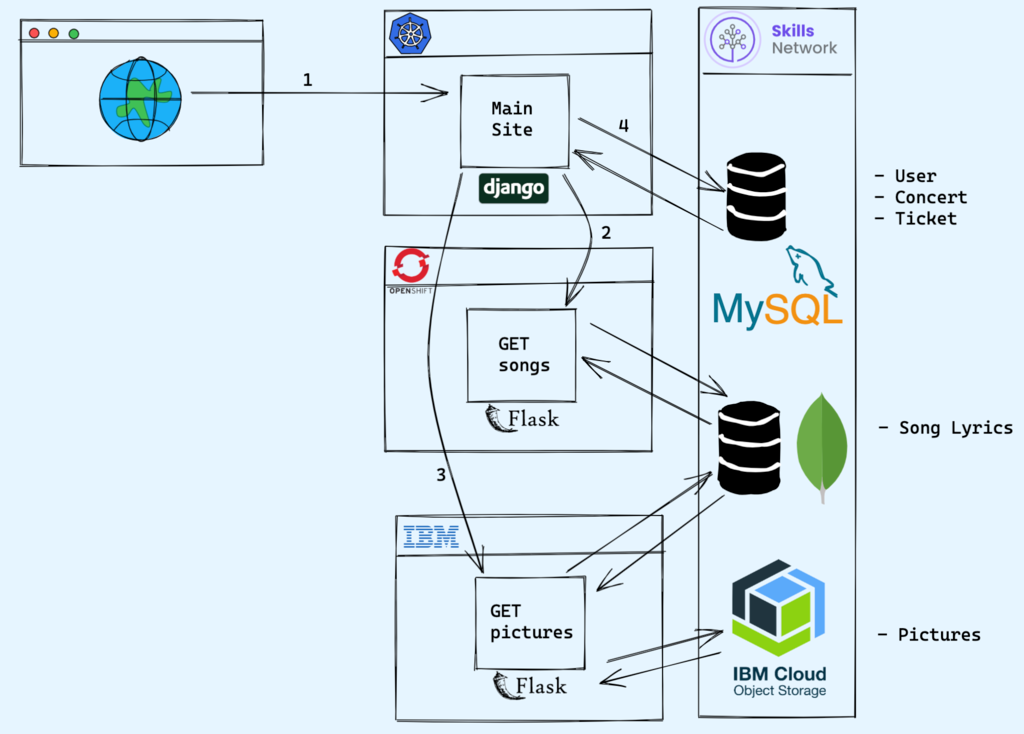 1
Main
Site
django
Skills
Network
4
- User
- Concert
- Ticket
2
OPENSHIFT
MySQL
GET
songs
Flask
- Song Lyrics
3
IBM
GET
pictures
Flask
- Pictures
IBM Cloud
Object Storage